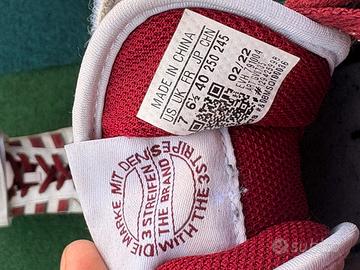 MADE IN CHINA
US UK FR JP CHN
7 6½ 40 250 245
02/22
DIE MARKE MIT DEN 3 STREIFEN
THE BRAND WITH THE 3 STRIPES
subito